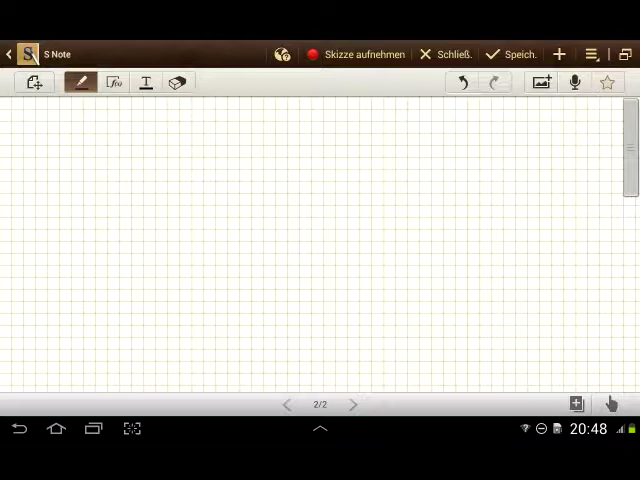 S Note Skizze aufnehmen Schließ. Speich.
f(x) T
2/2
20:48